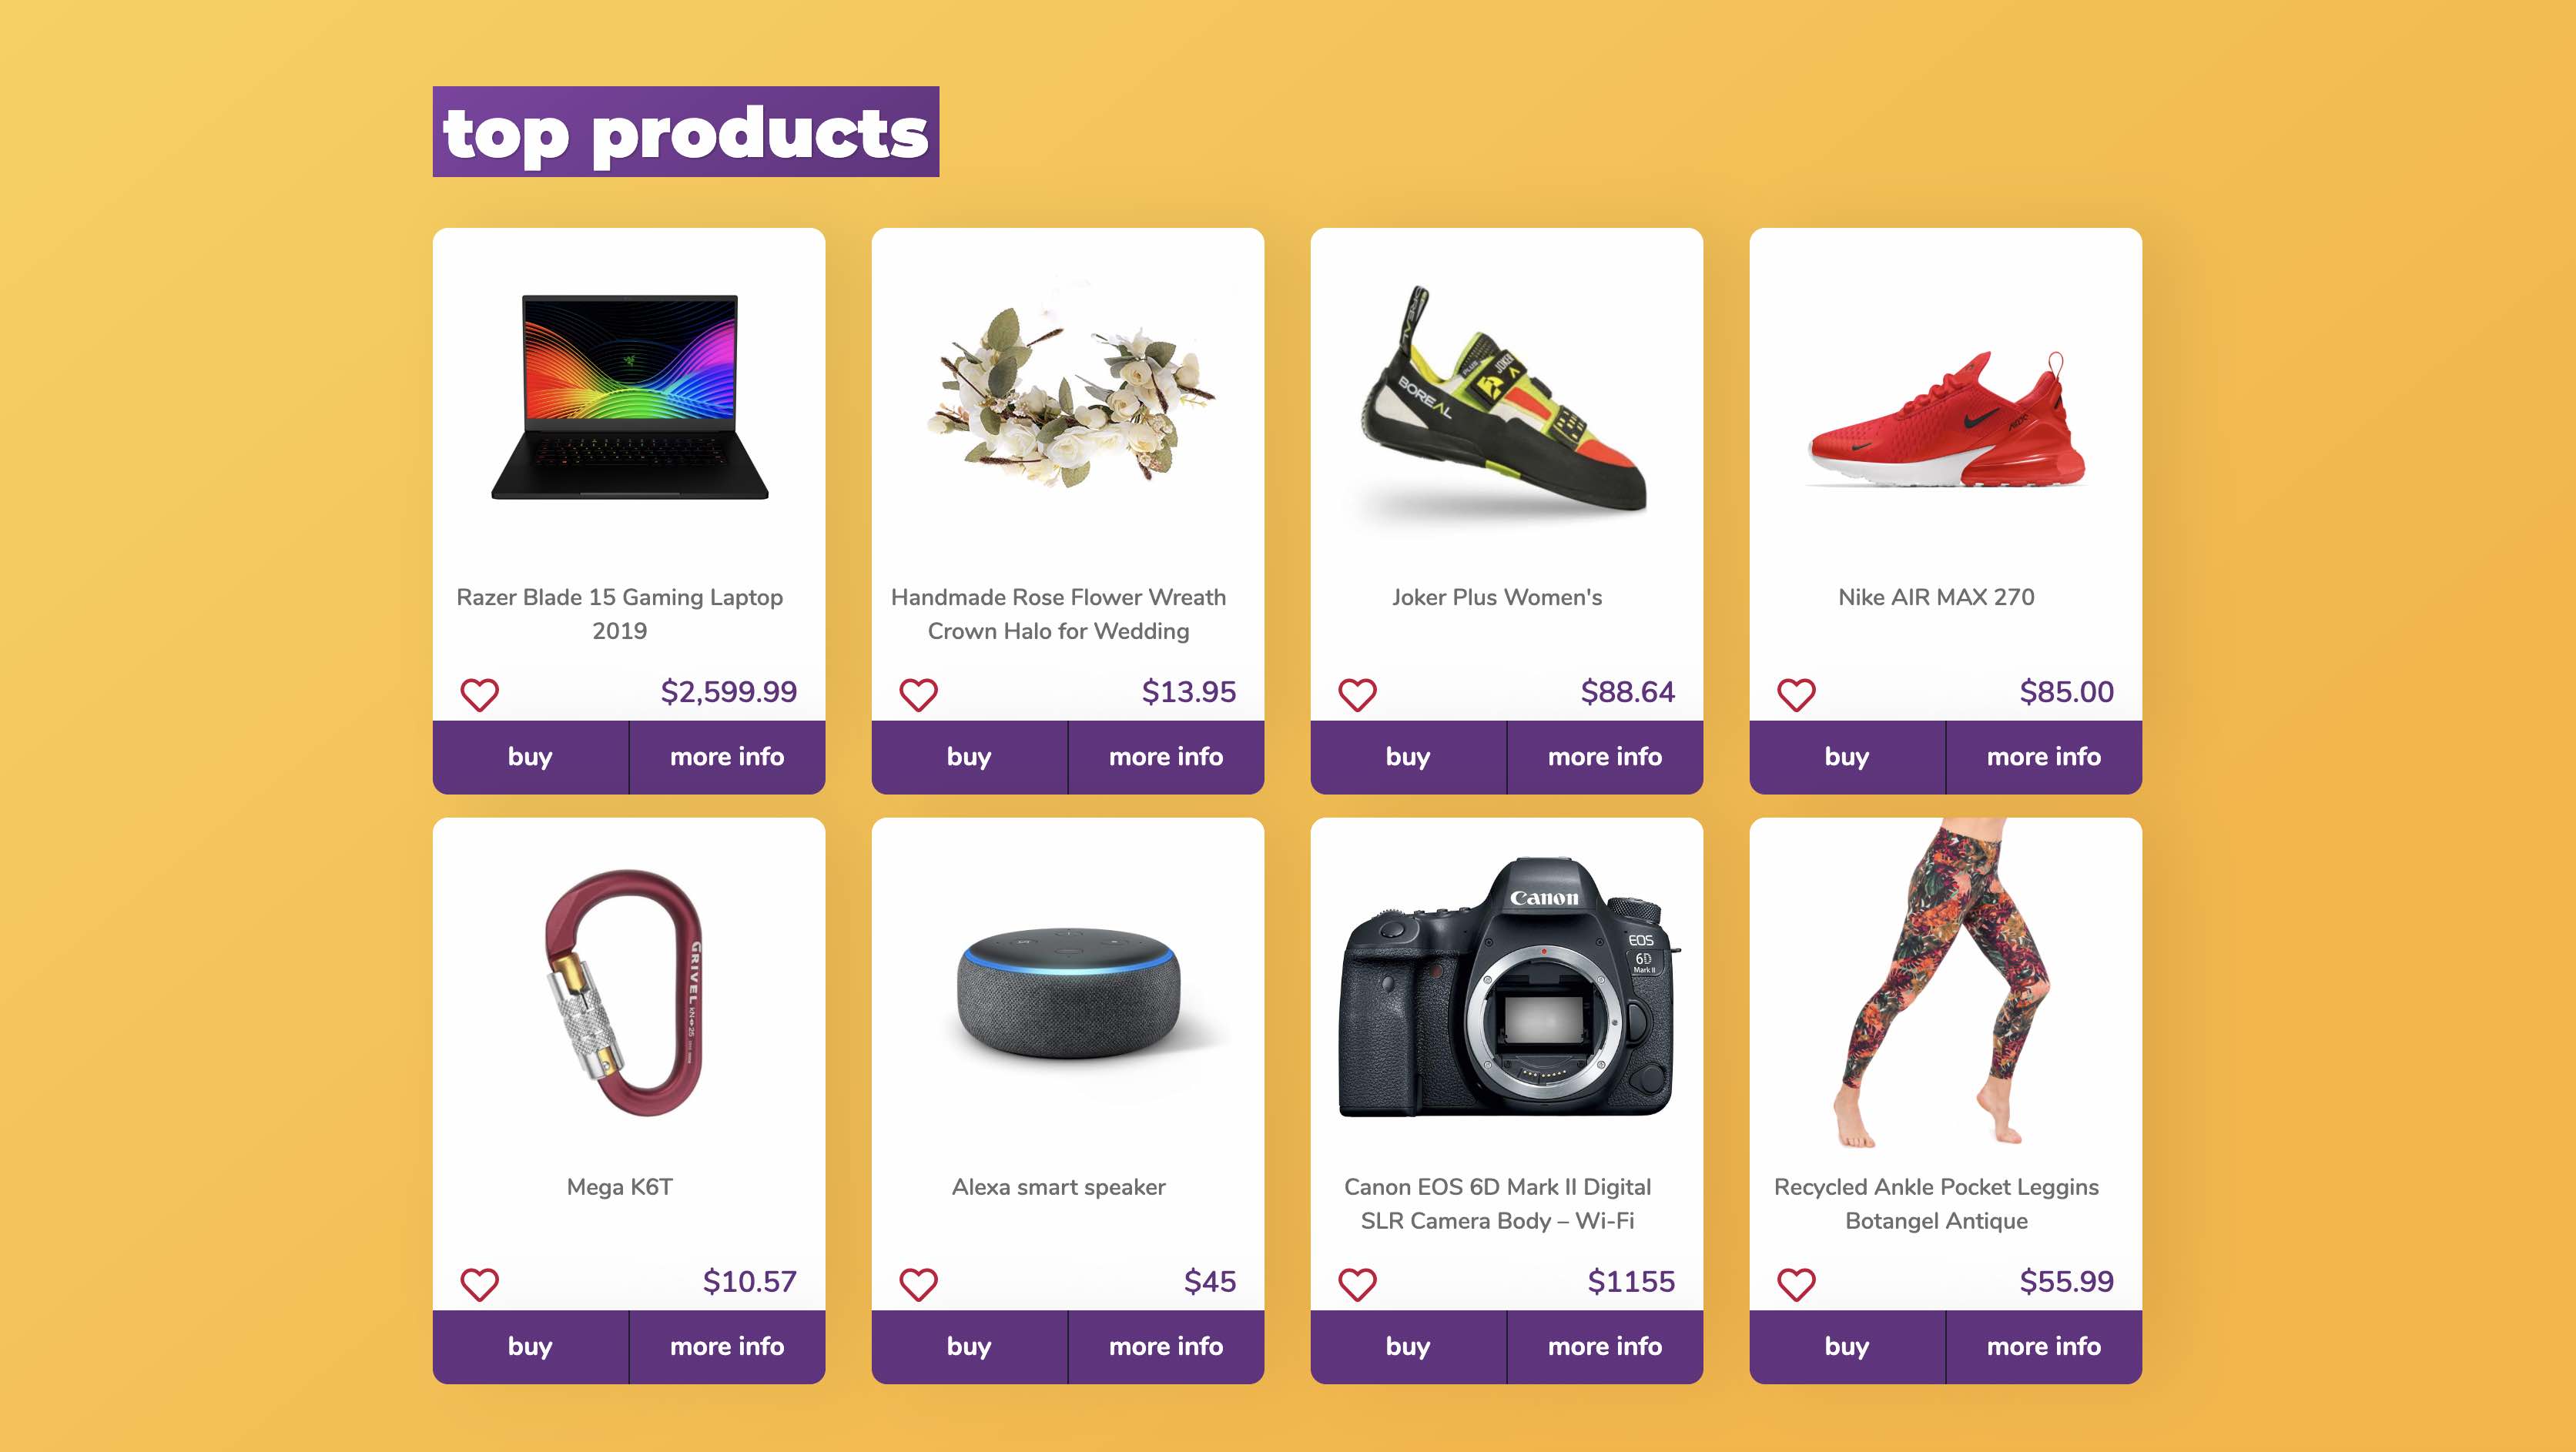 top products
BOREAL
JOKER
PLUS
Razer Blade 15 Gaming Laptop
2019
$2,599.99
buy
more info
Handmade Rose Flower Wreath
Crown Halo for Wedding
$13.95
buy
more info
Joker Plus Women's
$88.64
buy
more info
Nike AIR MAX 270
$85.00
buy
more info
GRIVEL
Mega K6T
$10.57
buy
more info
Alexa smart speaker
$45
buy
more info
Canon
EOS
6D
Mark II
Canon EOS 6D Mark II Digital
SLR Camera Body – Wi-Fi
$1155
buy
more info
Recycled Ankle Pocket Leggins
Botangel Antique
$55.99
buy
more info